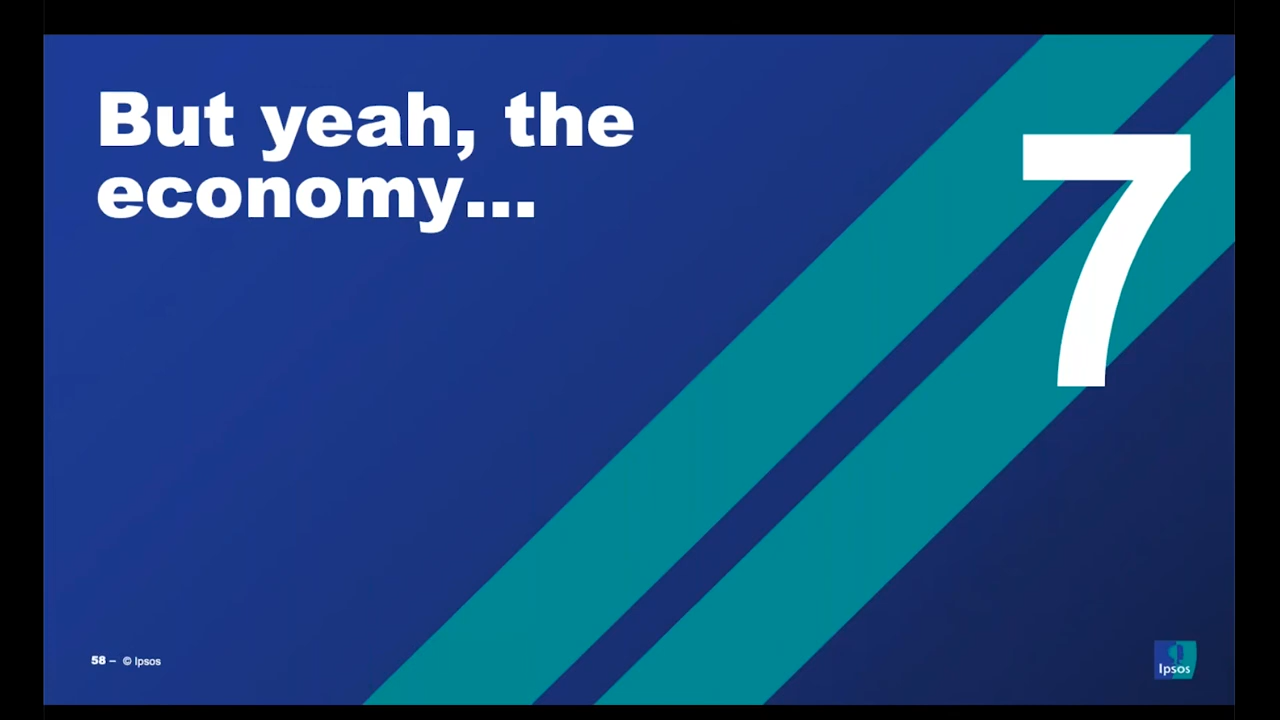 But yeah, the
economy...
7
58 – © Ipsos
Ipsos